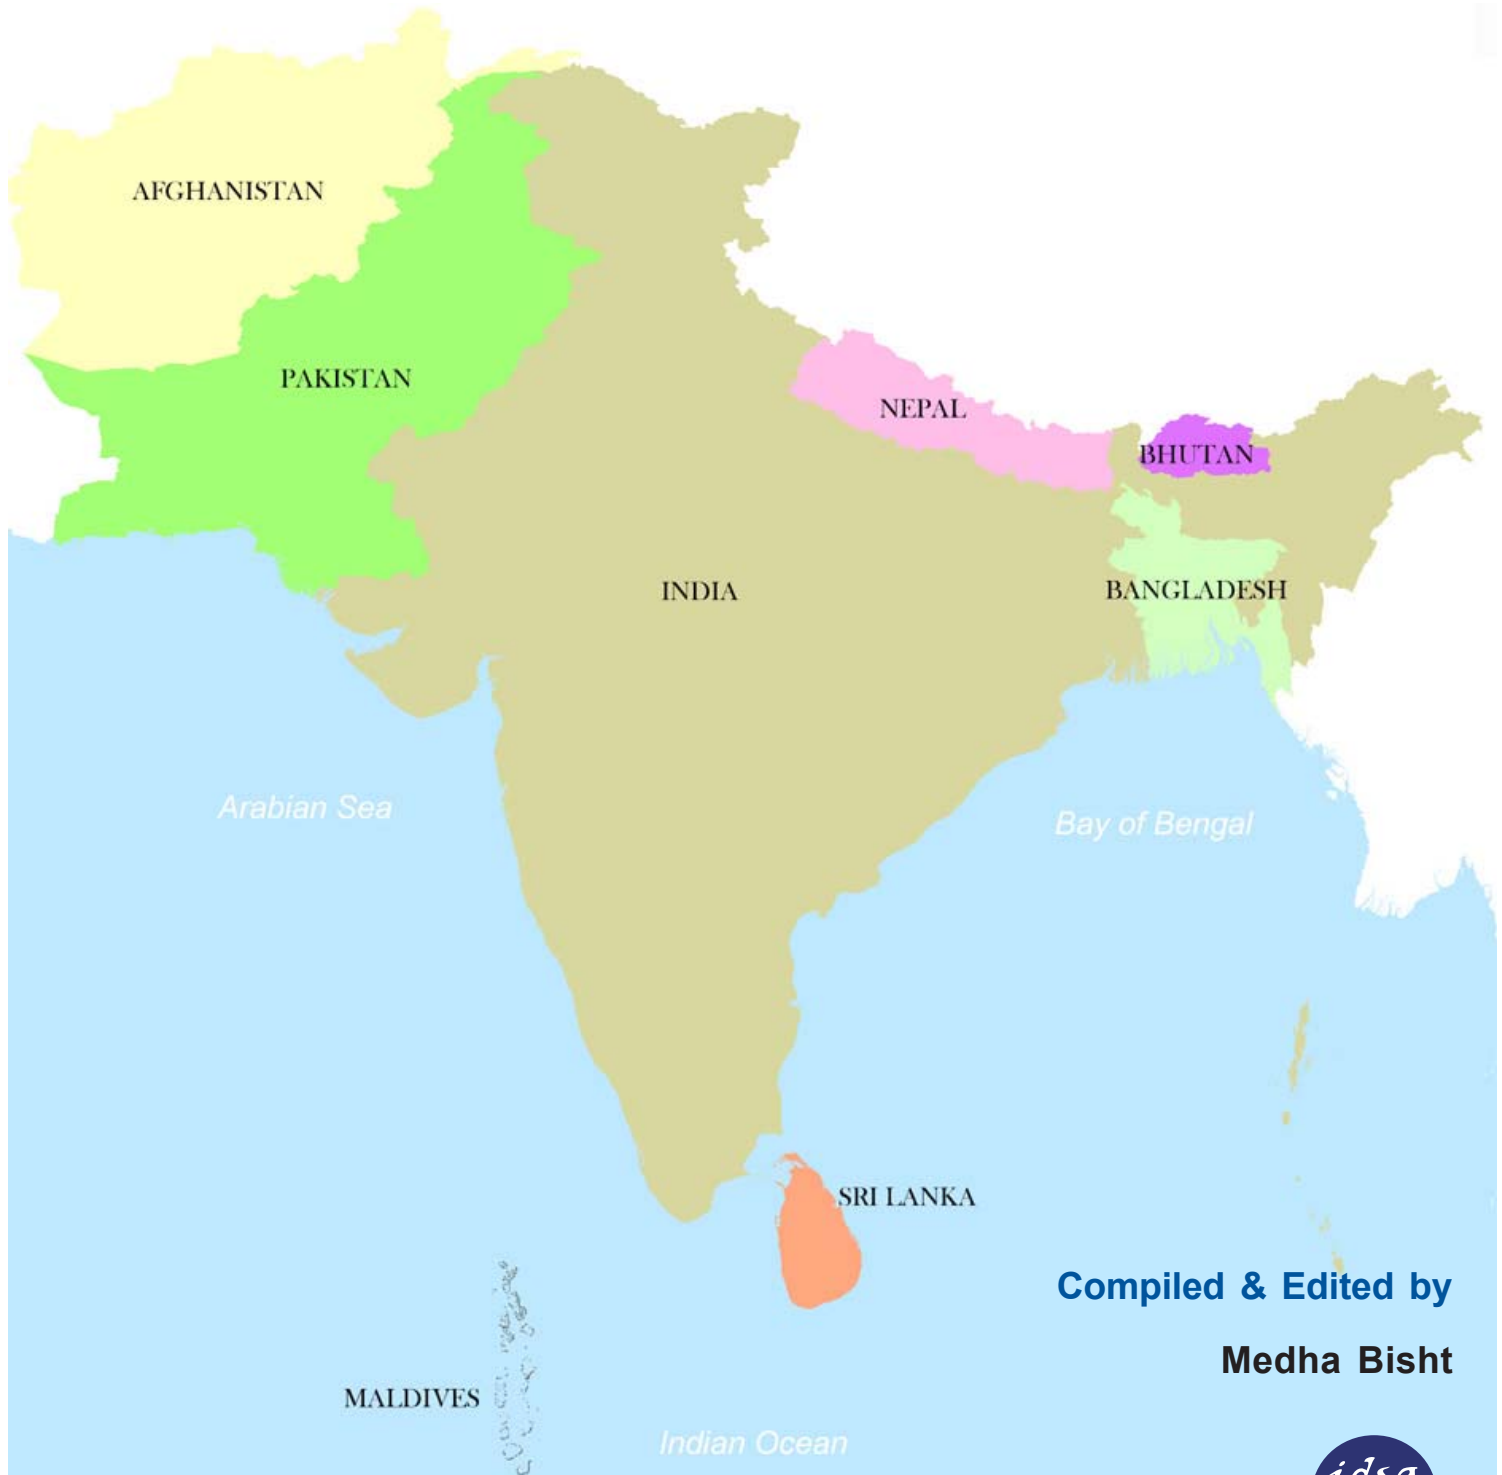 AFGHANISTAN
PAKISTAN
NEPAL
BHUTAN
INDIA
BANGLADESH
Arabian Sea
Bay of Bengal
SRI LANKA
Compiled & Edited by
Medha Bisht
MALDIVES
Indian Ocean
idsa